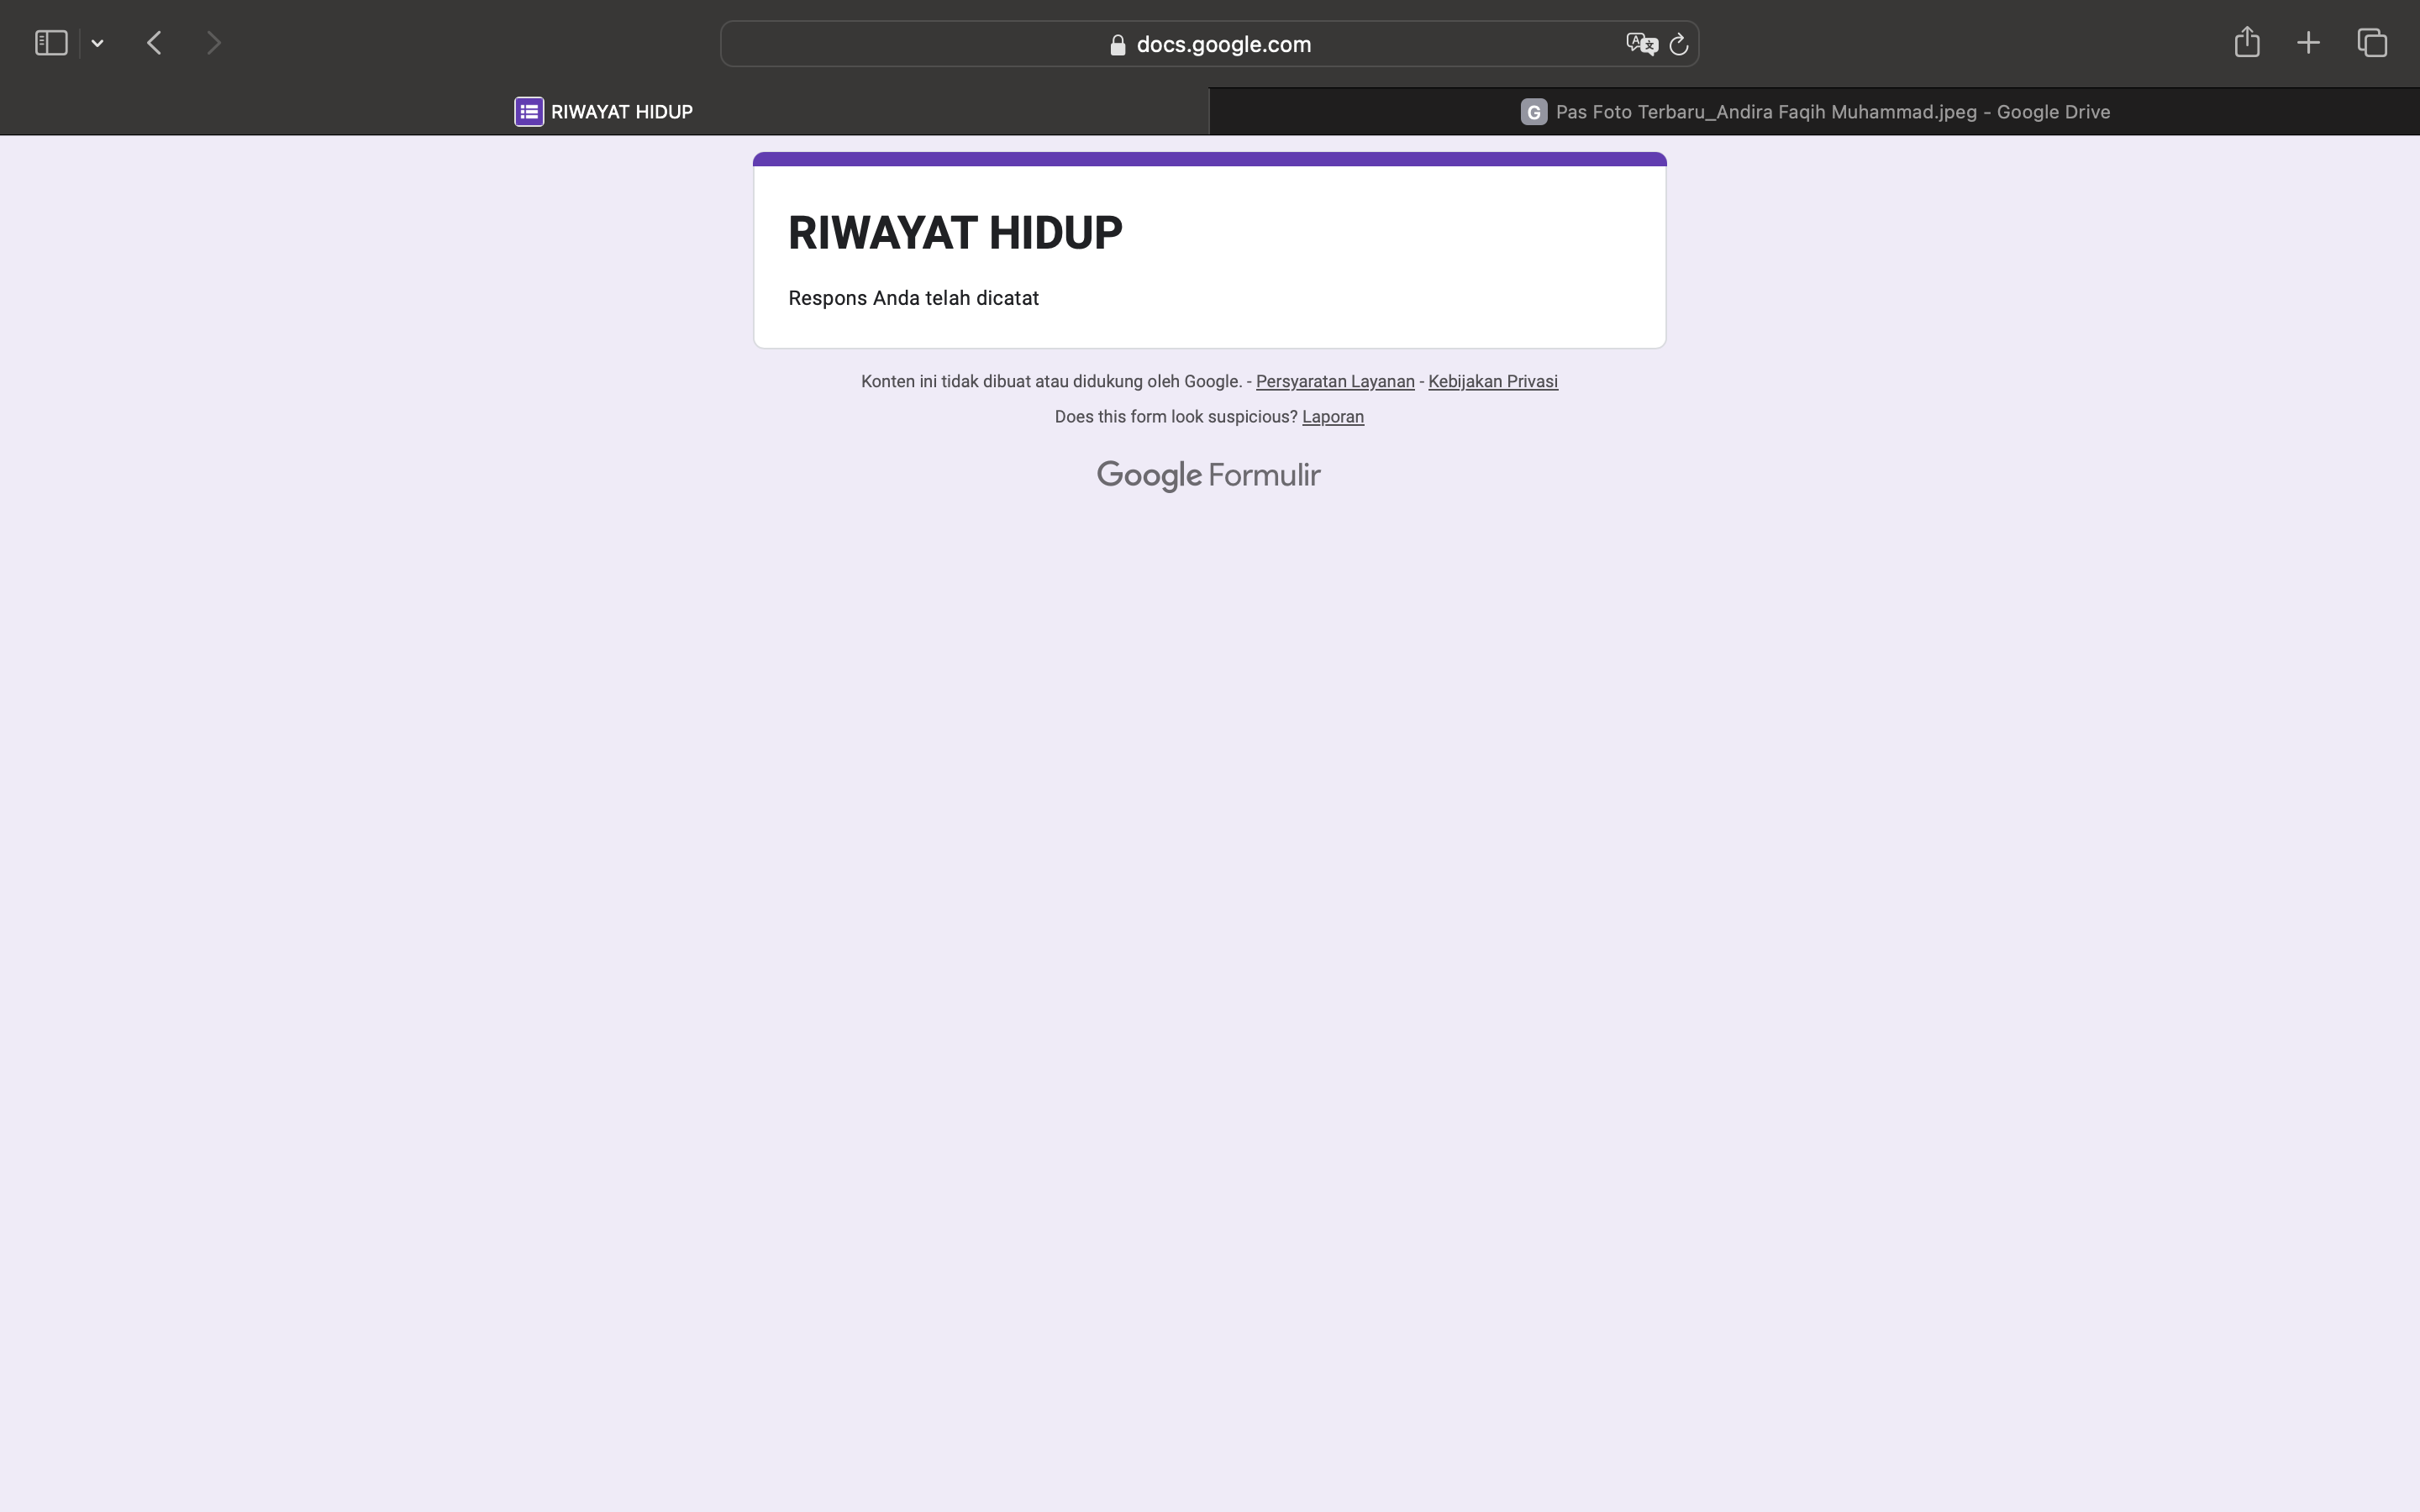 docs.google.com
RIWAYAT HIDUP
G Pas Foto Terbaru_Andira Faqih Muhammad.jpeg - Google Drive
RIWAYAT HIDUP
Respons Anda telah dicatat
Konten ini tidak dibuat atau didukung oleh Google. - Persyaratan Layanan - Kebijakan Privasi
Does this form look suspicious? Laporan
Google Formulir